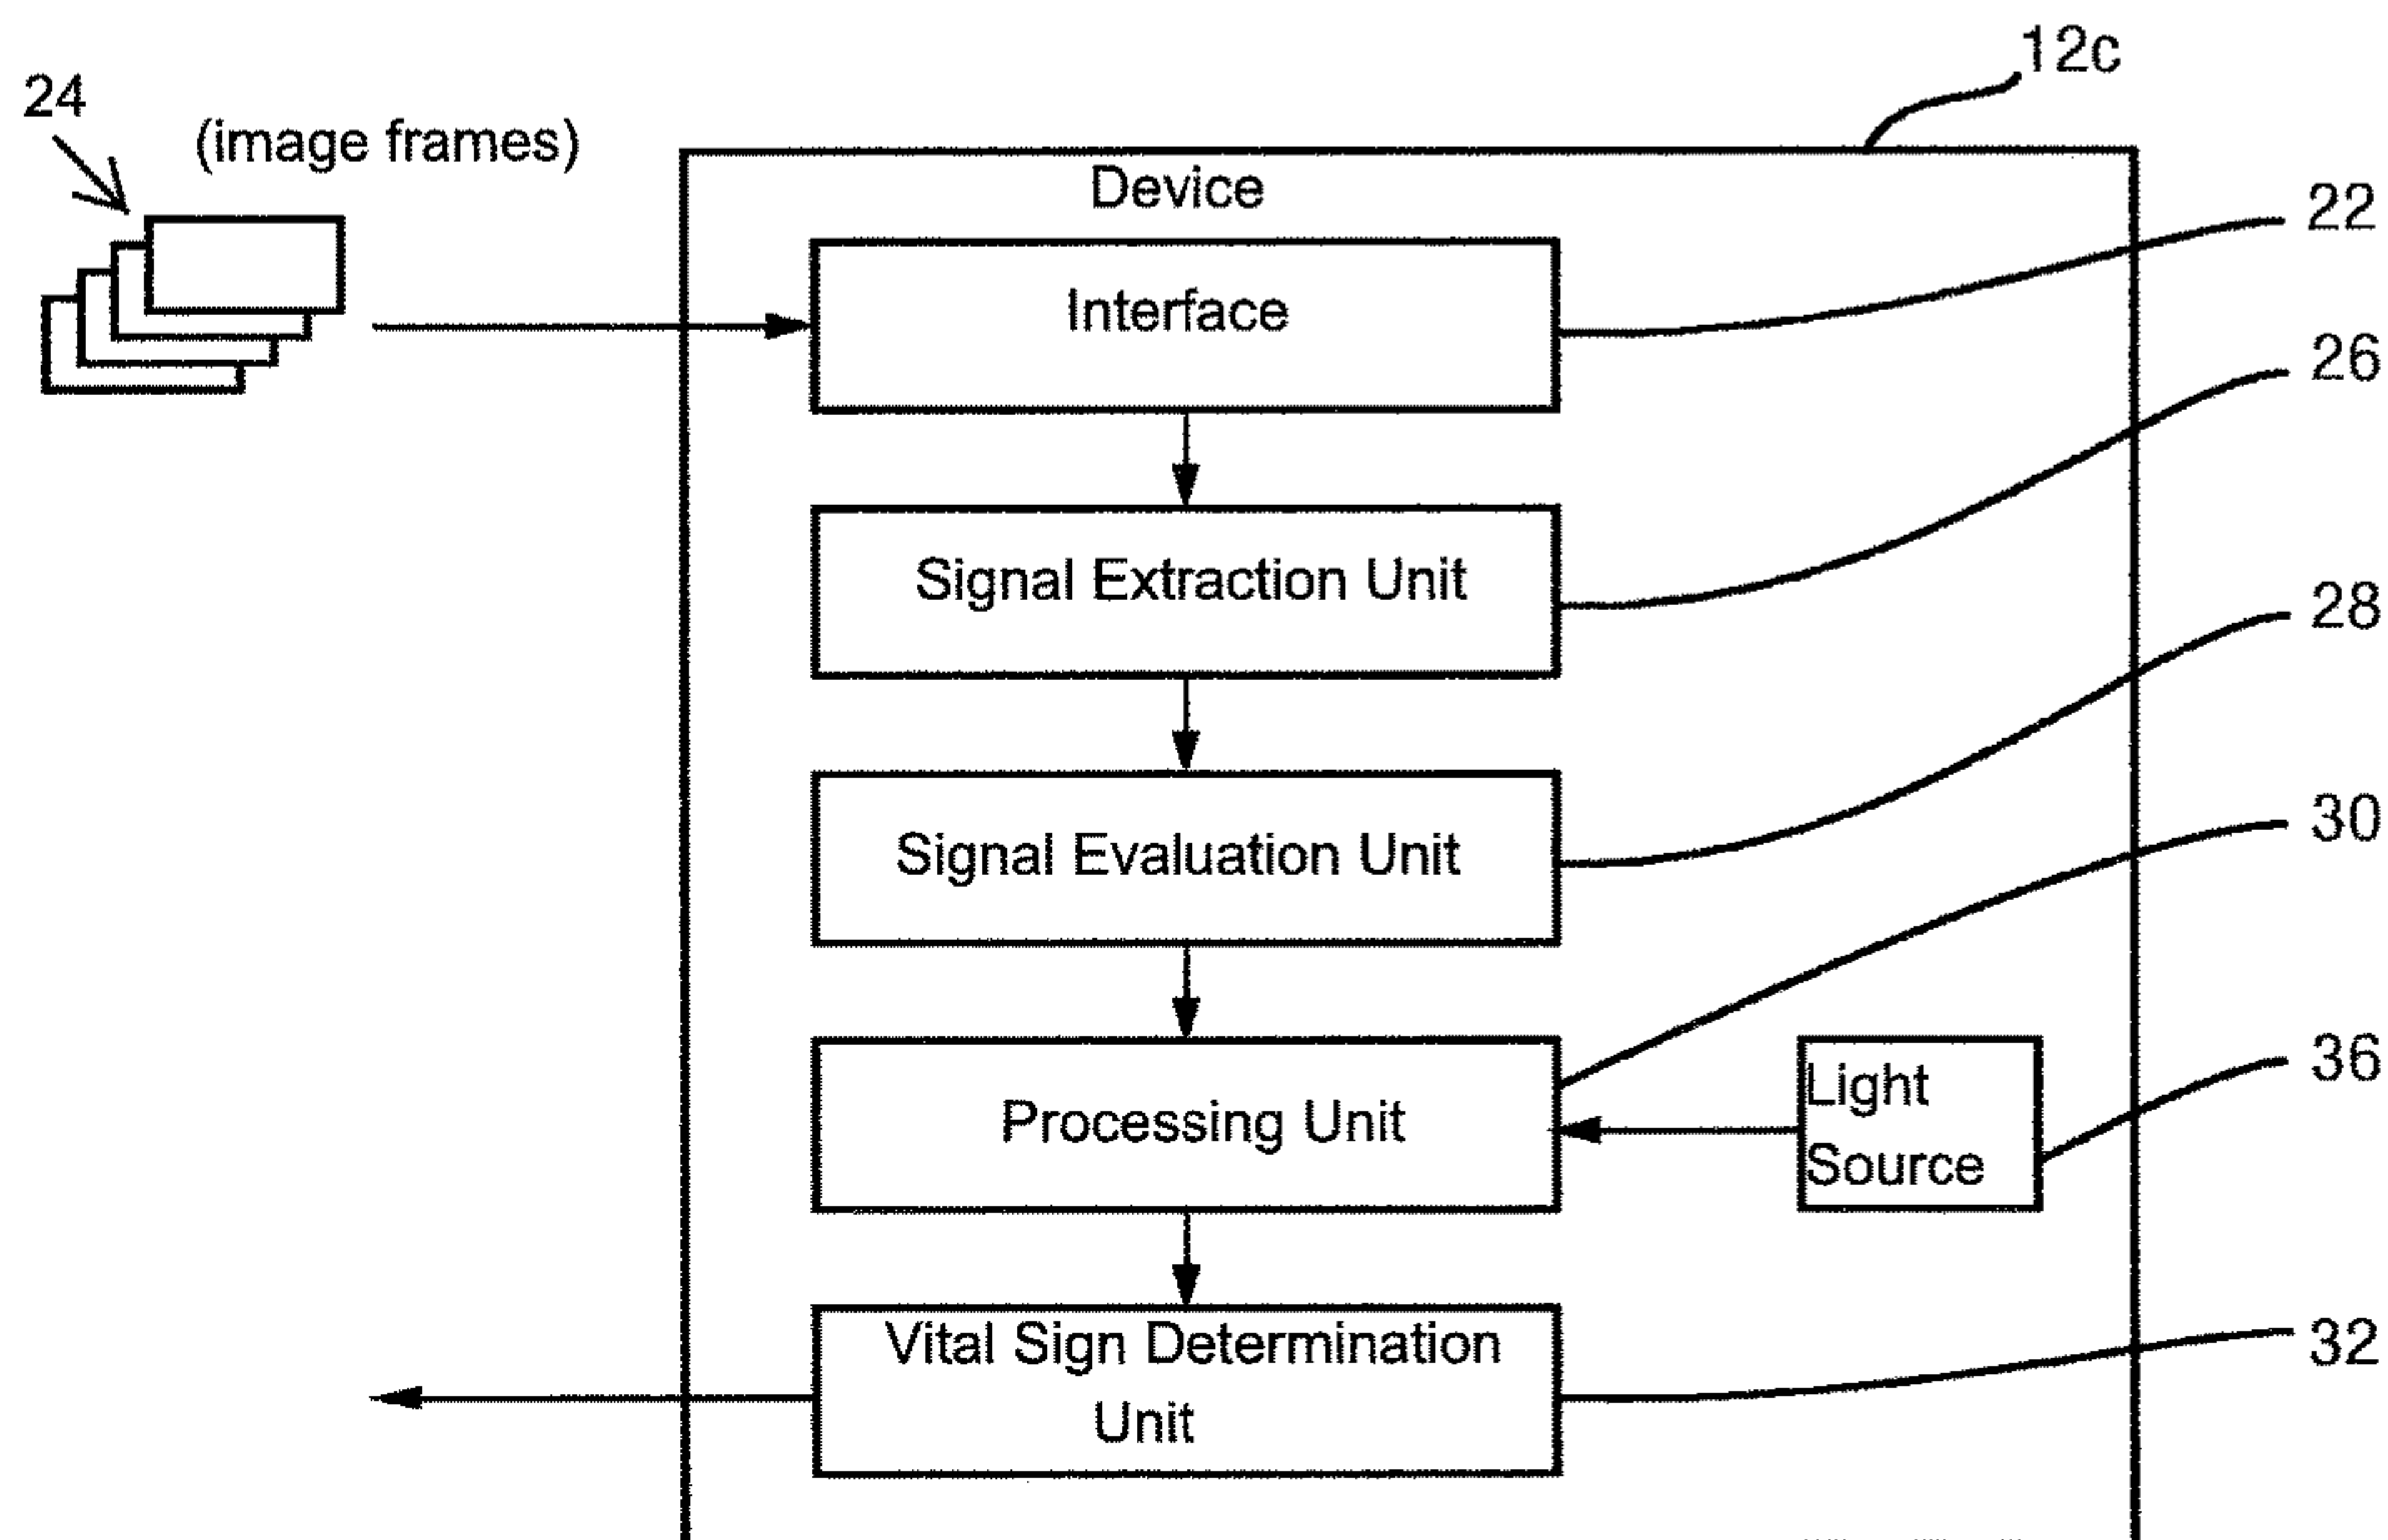 12c
24
(image frames)
Device
22
Interface
26
Signal Extraction Unit
28
Signal Evaluation Unit
30
Processing Unit
Light
Source
36
Vital Sign Determination
Unit
32